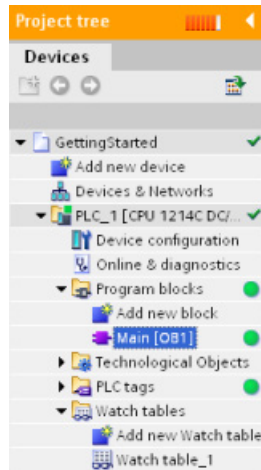 Project tree
Devices
GettingStarted
Add new device
Devices & Networks
PLC_1 [CPU 1214C DC/...
Device configuration
Online & diagnostics
Program blocks
Add new block
Main [OB1]
Technological Objects
PLC tags
Watch tables
Add new Watch table
Watch table_1